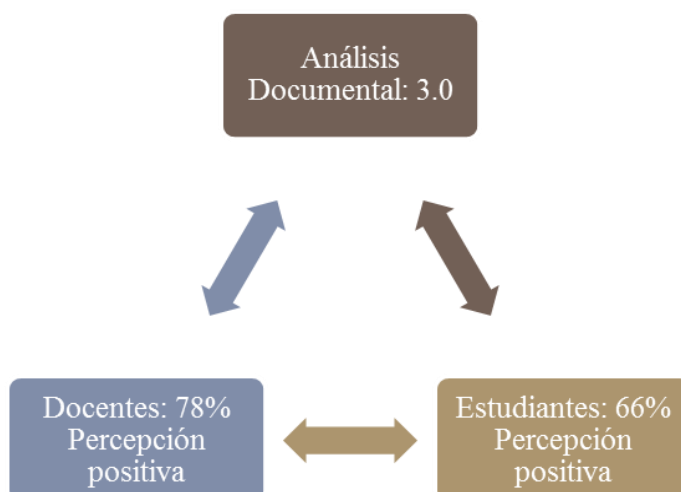 Análisis
Documental: 3.0
Docentes: 78%
Percepción
positiva
Estudiantes: 66%
Percepción
positiva